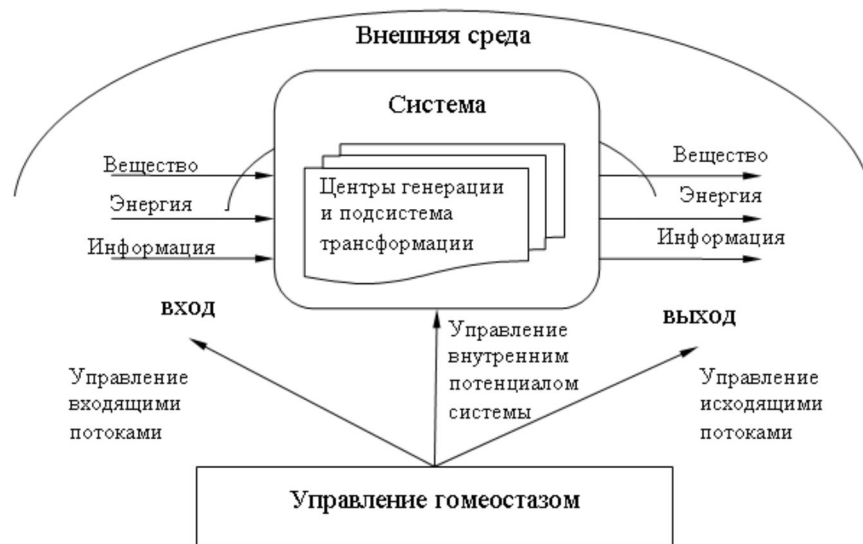 Внешняя среда
Система
Вещество
Энергия
Информация
Центры генерации
и подсистема
трансформации
Вещество
Энергия
Информация
вход
выход
Управление
входящими
потоками
Управление
внутренним
потенциалом
системы
Управление
исходящими
потоками
Управление гомеостазом